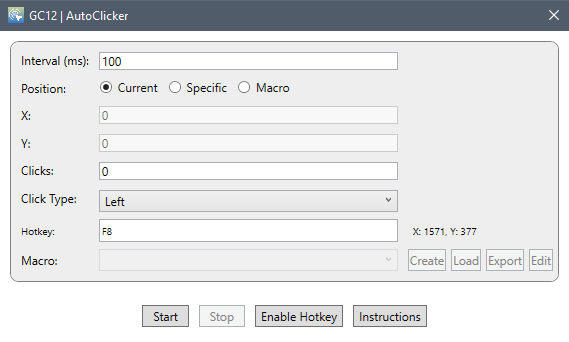 GC12 | AutoClicker
Interval (ms): 100
Position: Current Specific Macro
X: 0
Y: 0
Clicks: 0
Click Type: Left
Hotkey: F8 X: 1571, Y: 377
Macro: Create Load Export Edit
Start Stop Enable Hotkey Instructions